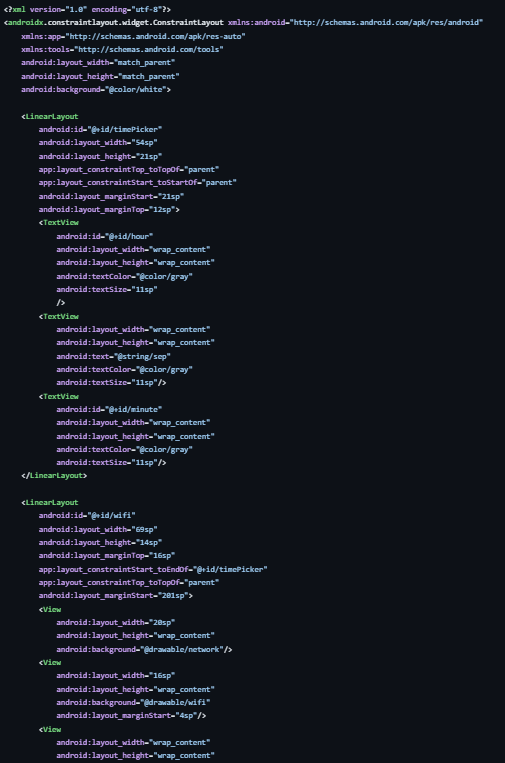 <?xml version="1.0" encoding="utf-8"?>
<androidx.constraintlayout.widget.ConstraintLayout xmlns:android="http://schemas.android.com/apk/res/android"
    xmlns:app="http://schemas.android.com/apk/res-auto"
    xmlns:tools="http://schemas.android.com/tools"
    android:layout_width="match_parent"
    android:layout_height="match_parent"
    android:background="@color/white">

    <LinearLayout
        android:id="@+id/timePicker"
        android:layout_width="54sp"
        android:layout_height="21sp"
        app:layout_constraintTop_toTopOf="parent"
        app:layout_constraintStart_toStartOf="parent"
        android:layout_marginStart="21sp"
        android:layout_marginTop="12sp">
        <TextView
            android:id="@+id/hour"
            android:layout_width="wrap_content"
            android:layout_height="wrap_content"
            android:textColor="@color/gray"
            android:textSize="11sp"
            />
        <TextView
            android:layout_width="wrap_content"
            android:layout_height="wrap_content"
            android:text="@string/sep"
            android:textColor="@color/gray"
            android:textSize="11sp"/>
        <TextView
            android:id="@+id/minute"
            android:layout_width="wrap_content"
            android:layout_height="wrap_content"
            android:textColor="@color/gray"
            android:textSize="11sp"/>
    </LinearLayout>

    <LinearLayout
        android:id="@+id/wifi"
        android:layout_width="69sp"
        android:layout_height="14sp"
        android:layout_marginTop="16sp"
        app:layout_constraintStart_toEndOf="@+id/timePicker"
        app:layout_constraintTop_toTopOf="parent"
        android:layout_marginStart="201sp">
        <View
            android:layout_width="20sp"
            android:layout_height="wrap_content"
            android:background="@drawable/network"/>
        <View
            android:layout_width="16sp"
            android:layout_height="wrap_content"
            android:background="@drawable/wifi"
            android:layout_marginStart="4sp"/>
        <View
            android:layout_width="wrap_content"
            android:layout_height="wrap_content"